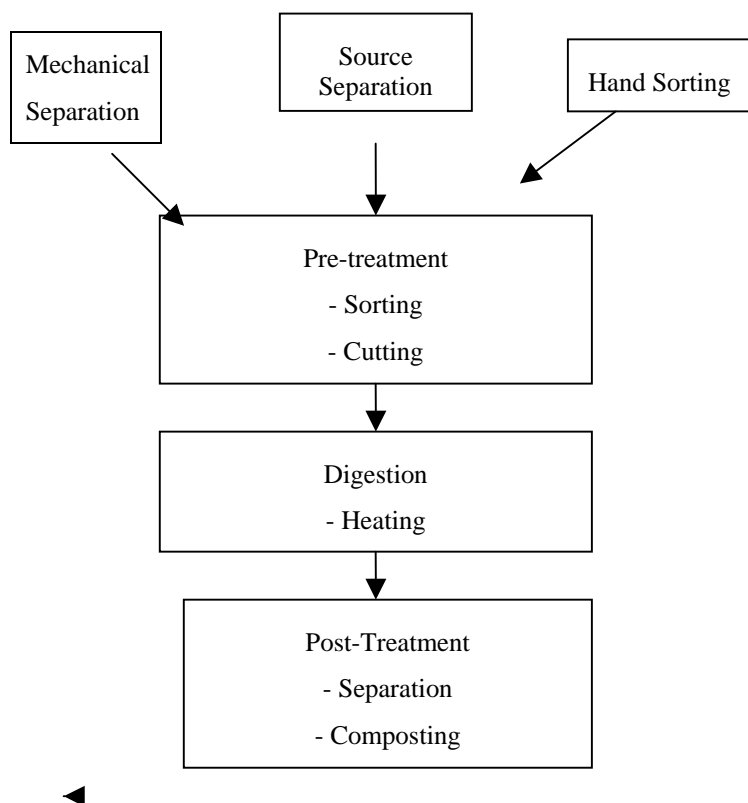 Mechanical
Separation
Source
Separation
Hand Sorting
Pre-treatment
- Sorting
- Cutting
Digestion
- Heating
Post-Treatment
- Separation
- Composting